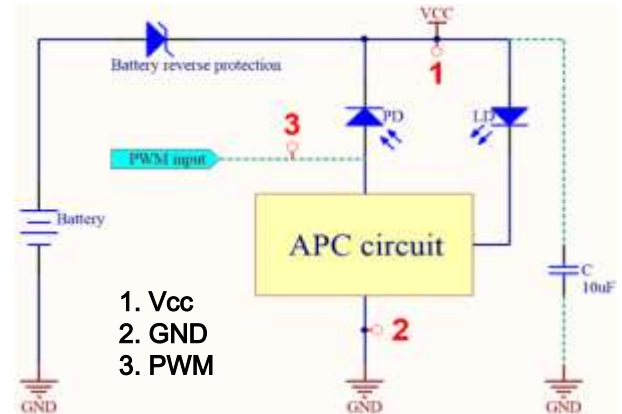 VCC
Battery reverse protection
1
3
PD
LD
PWM input
Battery
APC circuit
C
10uF
1. Vcc
2. GND
3. PWM
2
GND
GND
GND